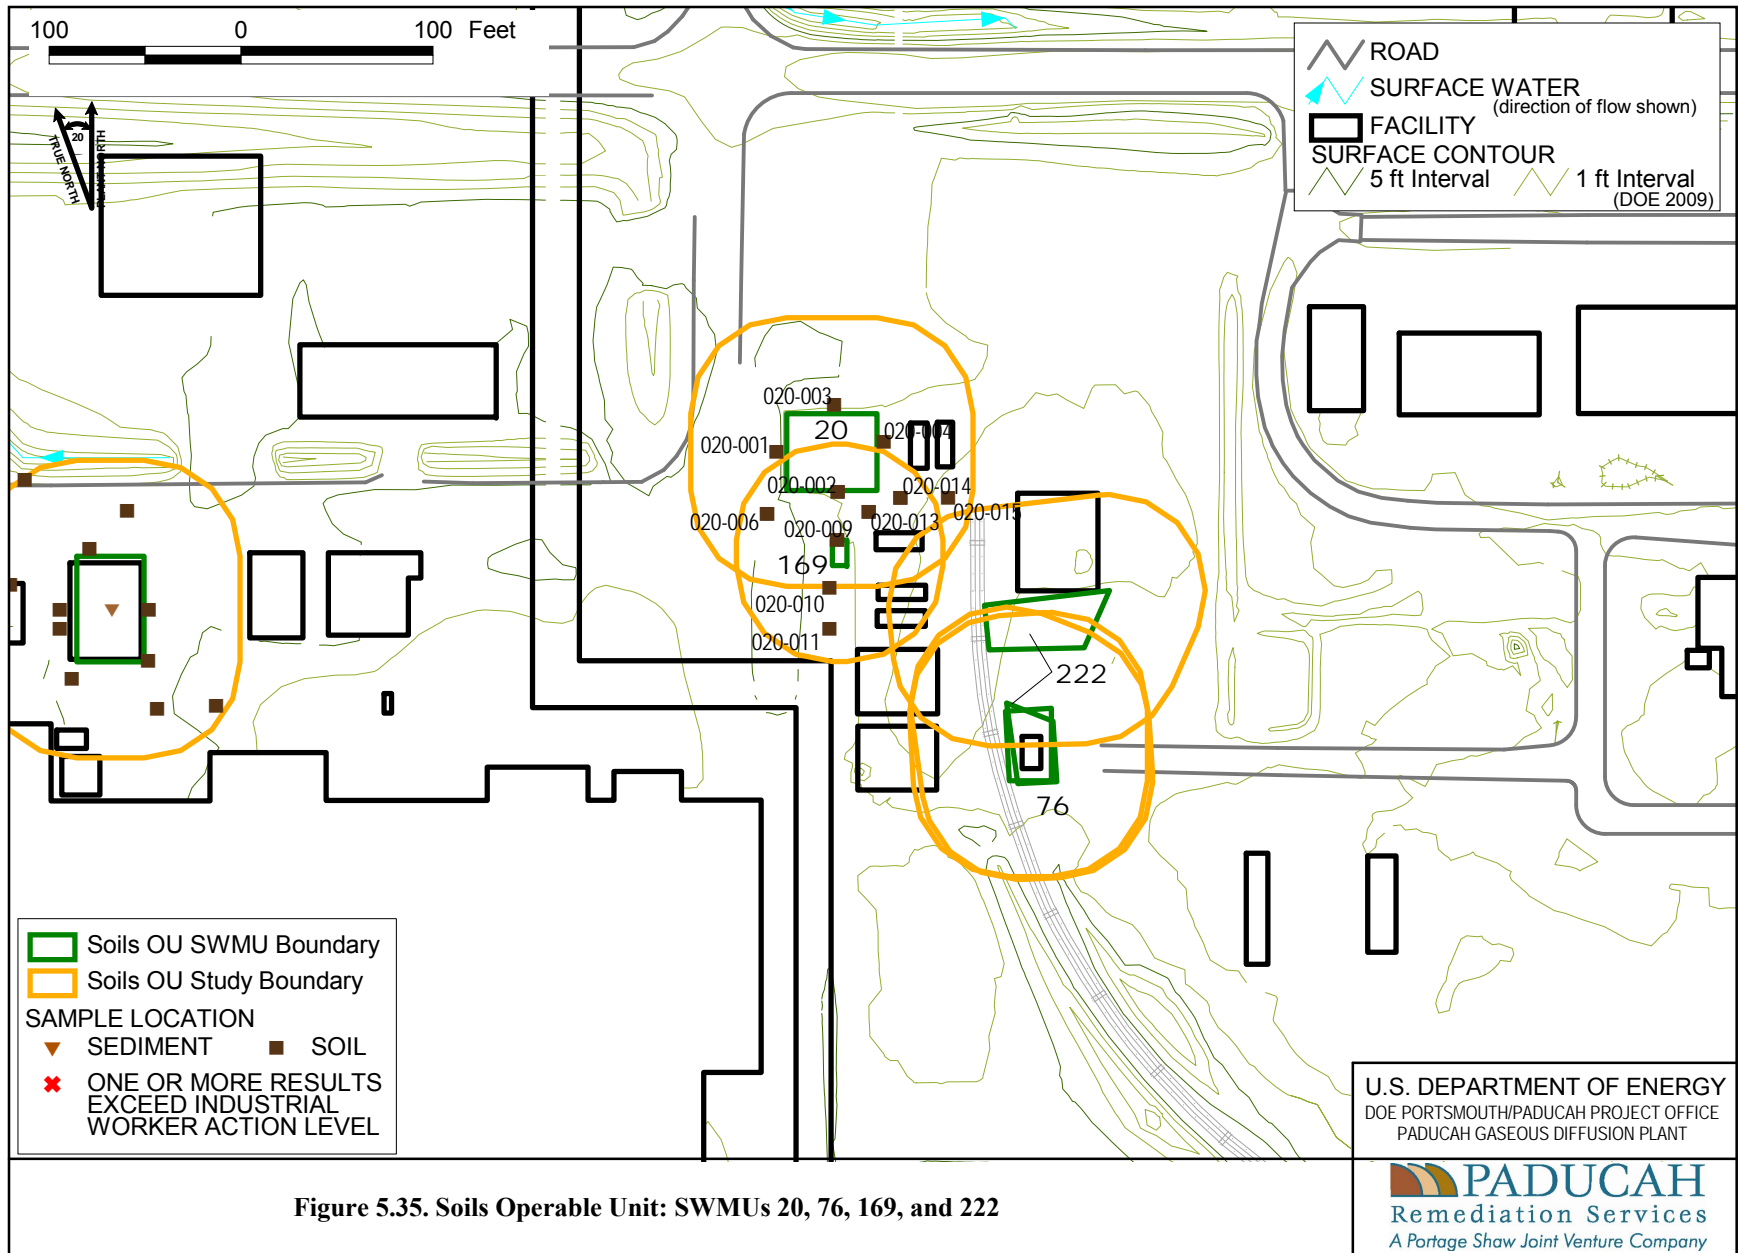 100 0 100 Feet
20
TRUE NORTH
PLANT NORTH
ROAD
SURFACE WATER
(direction of flow shown)
FACILITY
SURFACE CONTOUR
5 ft Interval 1 ft Interval
(DOE 2009)
020-003
20
020-004
020-001
020-002
020-014
020-006
020-009
020-013
020-015
169
020-010
020-011
222
76
Soils OU SWMU Boundary
Soils OU Study Boundary
SAMPLE LOCATION
SEDIMENT SOIL
ONE OR MORE RESULTS
EXCEED INDUSTRIAL
WORKER ACTION LEVEL
U.S. DEPARTMENT OF ENERGY
DOE PORTSMOUTH/PADUCAH PROJECT OFFICE
PADUCAH GASEOUS DIFFUSION PLANT
Figure 5.35. Soils Operable Unit: SWMUs 20, 76, 169, and 222
PADUCAH
Remediation Services
A Portage Shaw Joint Venture Company